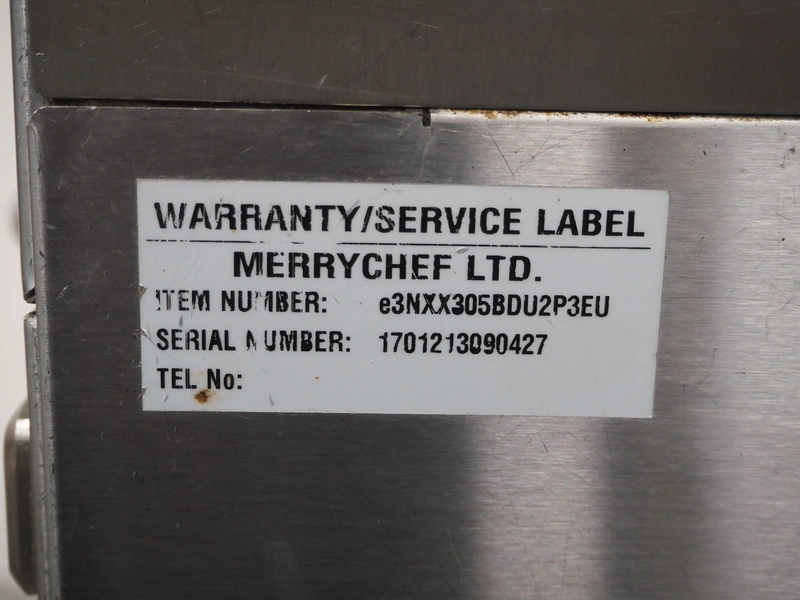 WARRANTY/SERVICE LABEL
MERRYCHEF LTD.
ITEM NUMBER: e3NXX305BDU2P3EU
SERIAL NUMBER: 1701213090427
TEL No: